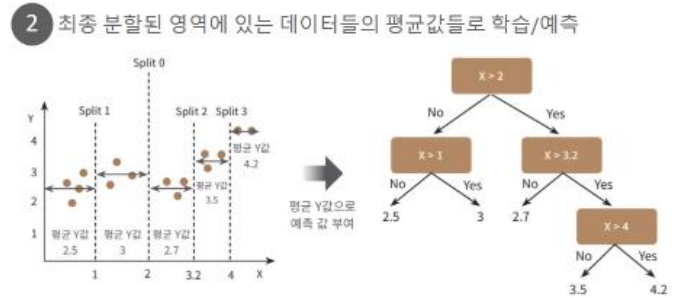 2 최종 분할된 영역에 있는 데이터들의 평균값들로 학습/예측
Split 0
Split 1
Split 2 Split 3
Y
4
3
2
1
평균 Y값
2.5
평균 Y값
3
평균 Y값
2.7
평균 Y값
3.5
평균 Y값
4.2
1 2 3.2 4 X
평균 Y값으로
예측 값 부여
X > 2
No Yes
X > 1 X > 3.2
No Yes No Yes
2.5 3 2.7
X > 4
No Yes
3.5 4.2